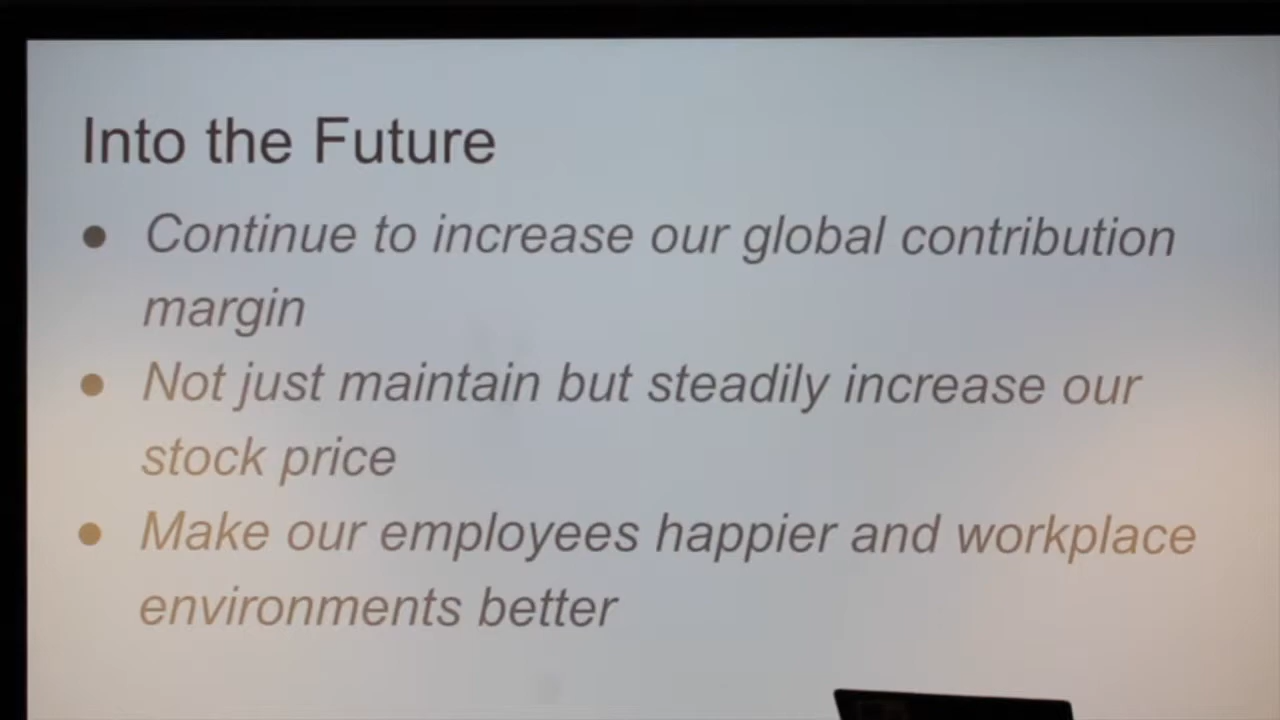 Into the Future
● Continue to increase our global contribution
margin
● Not just maintain but steadily increase our
stock price
● Make our employees happier and workplace
environments better